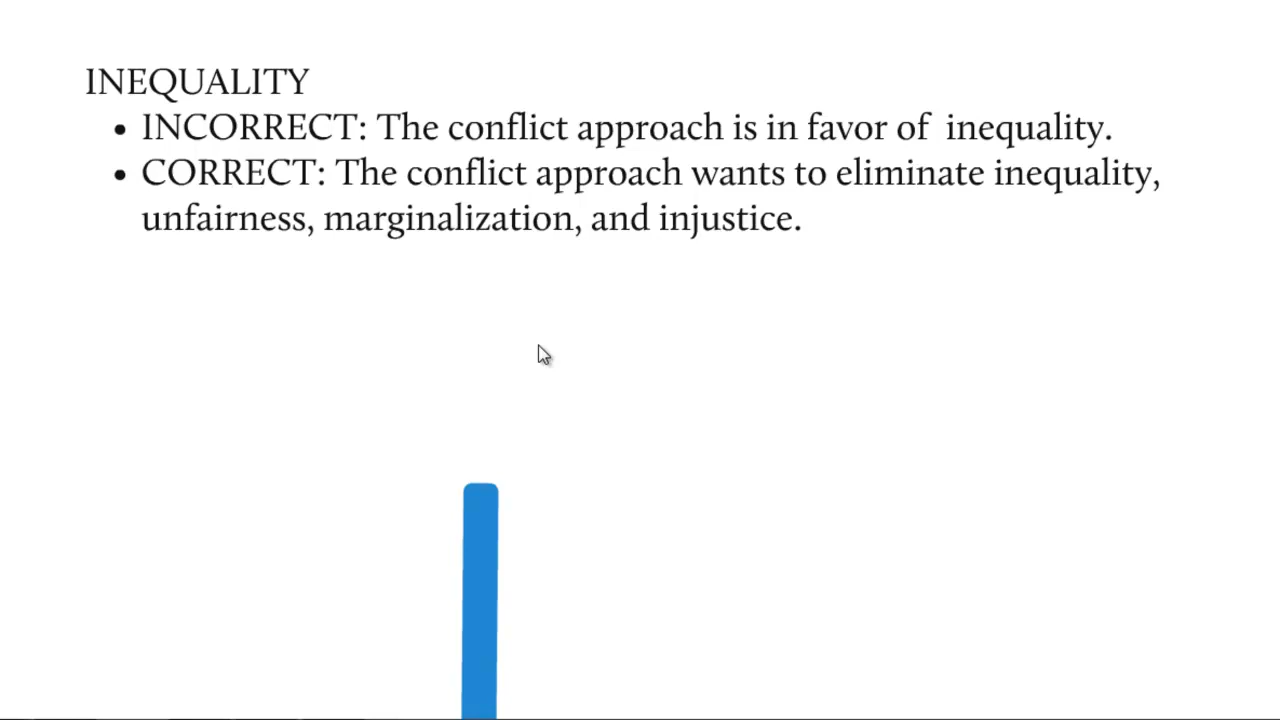 INEQUALITY
• INCORRECT: The conflict approach is in favor of  inequality.
• CORRECT: The conflict approach wants to eliminate inequality,
unfairness, marginalization, and injustice.